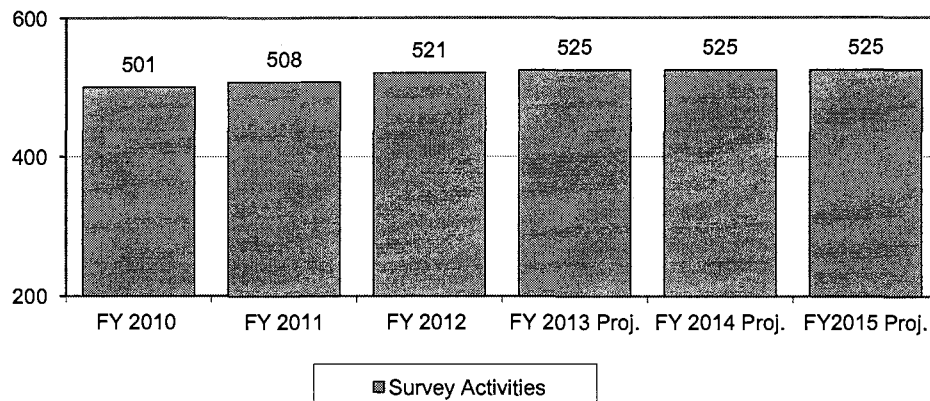 600
501 508 521 525 525 525
400
200
FY 2010 FY 2011 FY 2012 FY 2013 Proj. FY 2014 Proj. FY2015 Proj.
Survey Activities